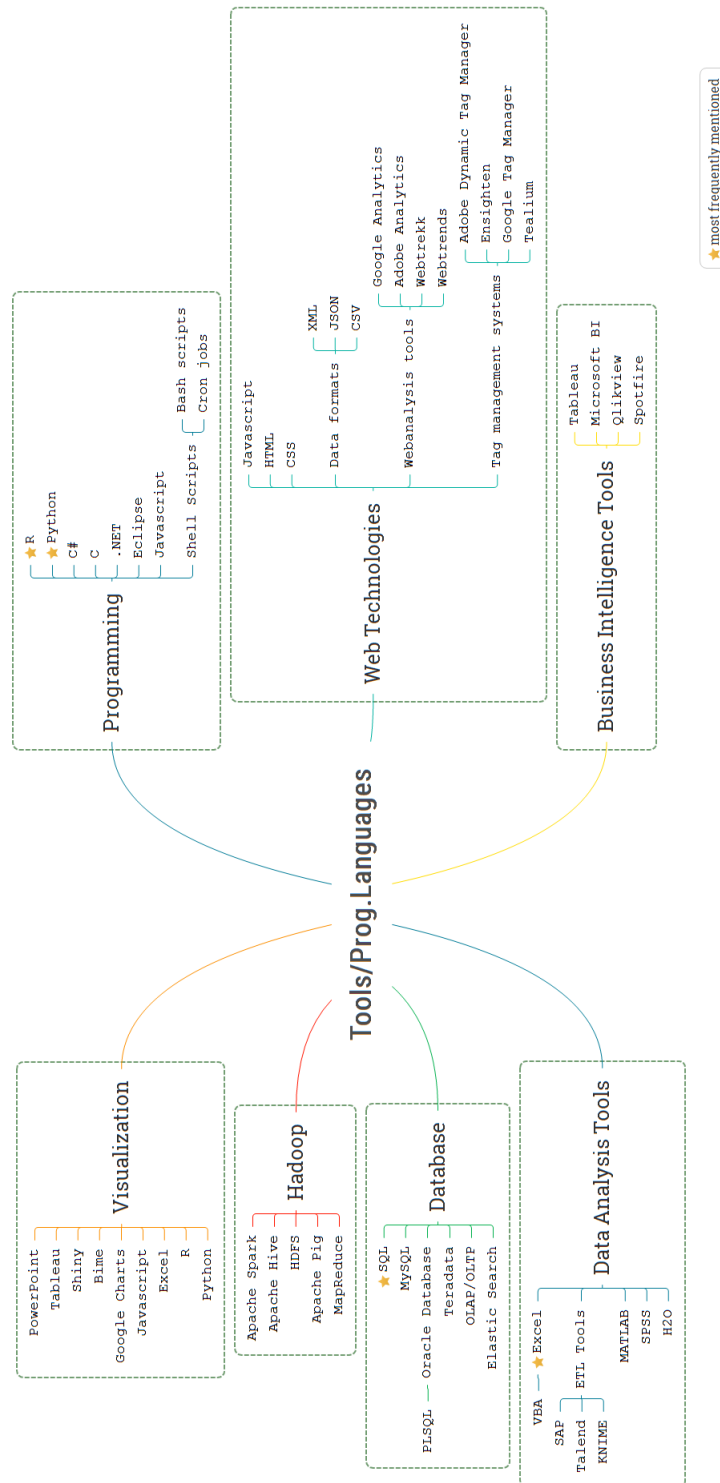 Tools/Prog.Languages
Programming
R
Python
C#
C
.NET
Eclipse
Javascript
Shell Scripts
Bash scripts
Cron jobs
Web Technologies
Javascript
HTML
CSS
Data formats
XML
JSON
CSV
Webanalysis tools
Google Analytics
Adobe Analytics
Webtrekk
Webtrends
Tag management systems
Adobe Dynamic Tag Manager
Ensighten
Google Tag Manager
Tealium
Business Intelligence Tools
Tableau
Microsoft BI
Qlikview
Spotfire
Visualization
PowerPoint
Tableau
Shiny
Bime
Google Charts
Javascript
Excel
R
Python
Hadoop
Apache Spark
Apache Hive
HDFS
Apache Pig
MapReduce
Database
SQL
MySQL
Oracle Database
PLSQL
Teradata
OLAP/OLTP
Elastic Search
Data Analysis Tools
Excel
VBA
ETL Tools
SAP
Talend
KNIME
MATLAB
SPSS
H2O
most frequently mentioned